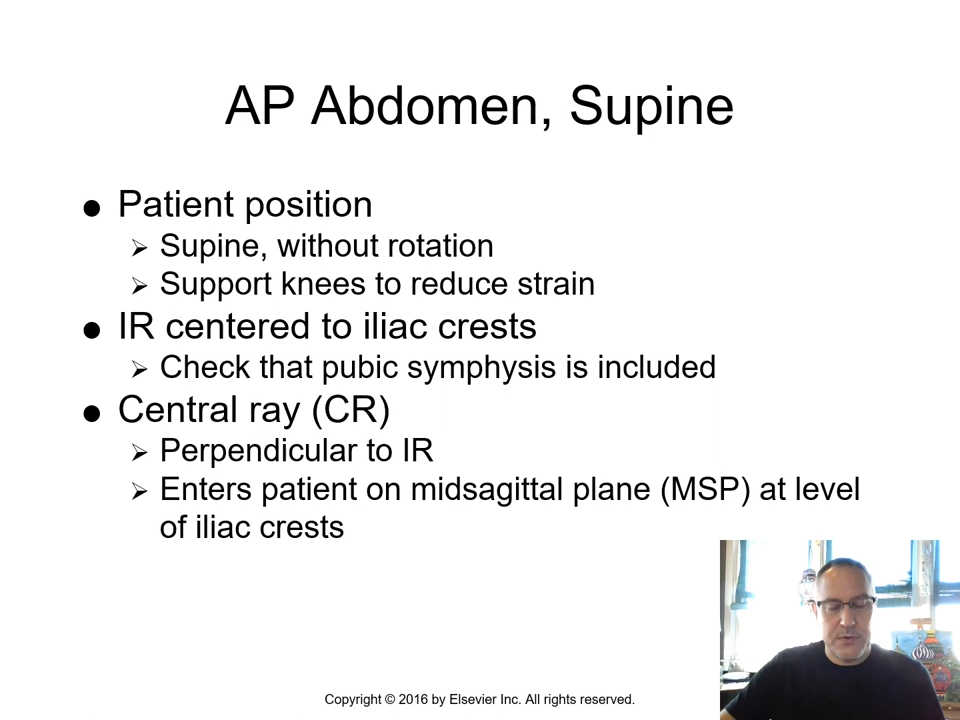 AP Abdomen, Supine
● Patient position
➢ Supine, without rotation
➢ Support knees to reduce strain
● IR centered to iliac crests
➢ Check that pubic symphysis is included
● Central ray (CR)
➢ Perpendicular to IR
➢ Enters patient on midsagittal plane (MSP) at level
of iliac crests
Copyright © 2016 by Elsevier Inc. All rights reserved.